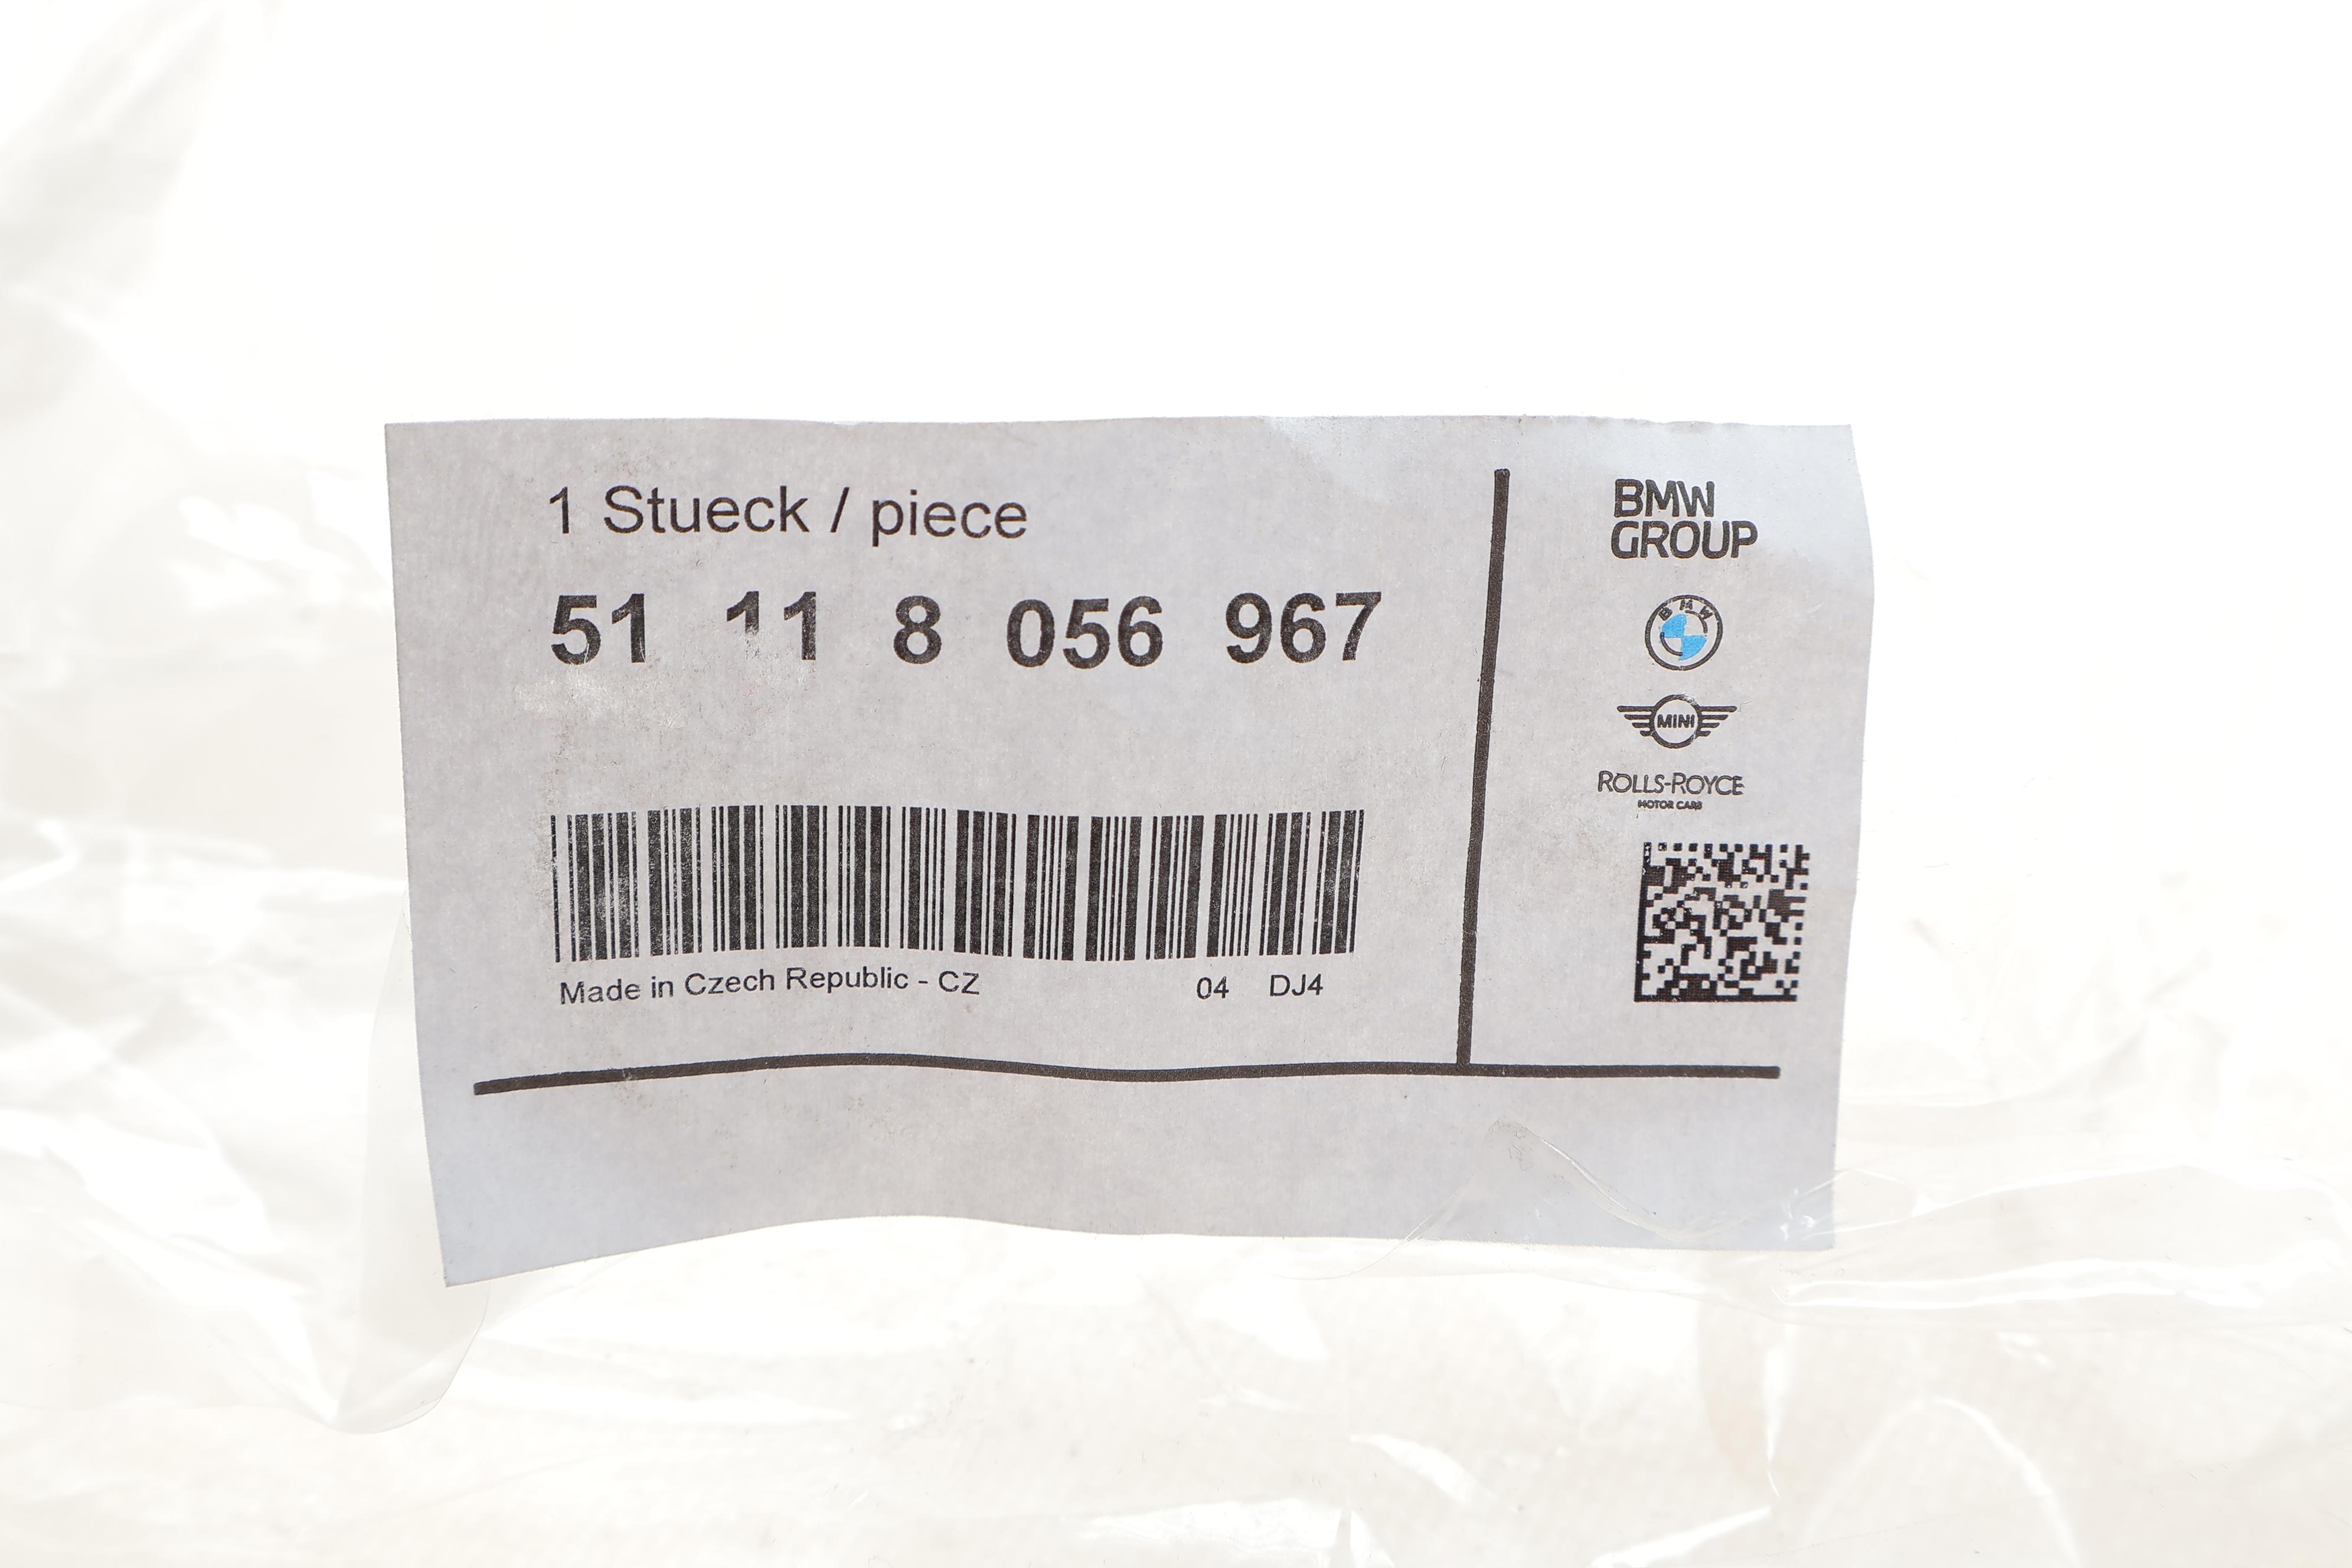 1 Stueck / piece
51 11 8 056 967
Made in Czech Republic - CZ 04 DJ4
BMW
GROUP
BMW
MINI
ROLLS-ROYCE
MOTOR CARS